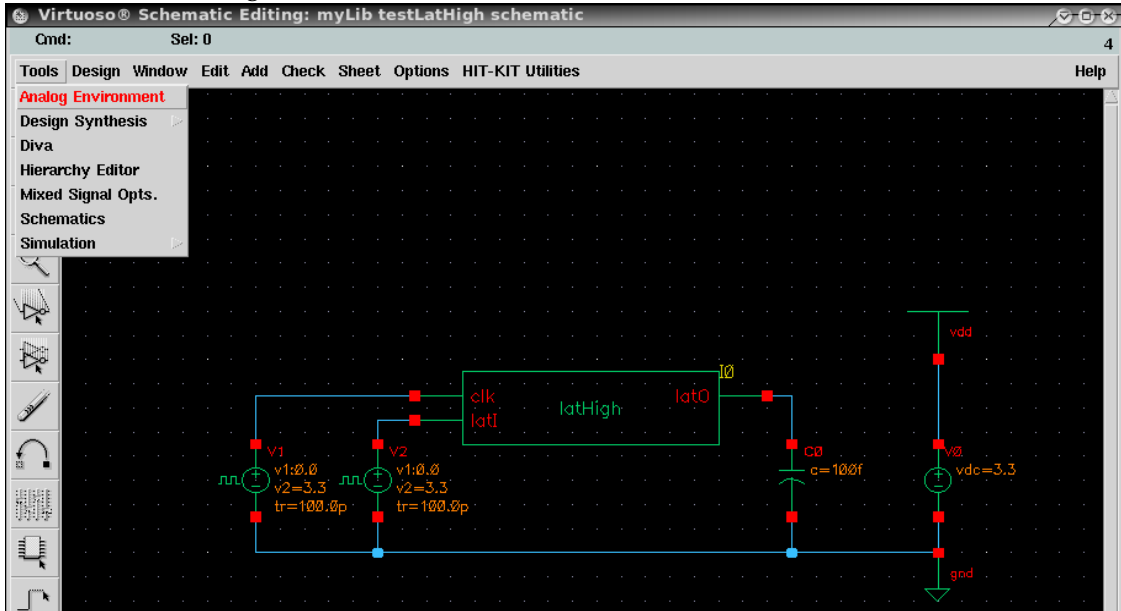 Virtuoso® Schematic Editing: myLib testLatHigh schematic
Cmd: Sel: 0 4
Tools Design Window Edit Add Check Sheet Options HIT-KIT Utilities Help
Analog Environment
Design Synthesis
Diva
Hierarchy Editor
Mixed Signal Opts.
Schematics
Simulation
vdd
I0
clk latHigh latO
latI
V1 V2 C0 V0
v1:0.0 v1:0.0 c=100f vdc=3.3
v2=3.3 v2=3.3
tr=100.0p tr=100.0p
gnd